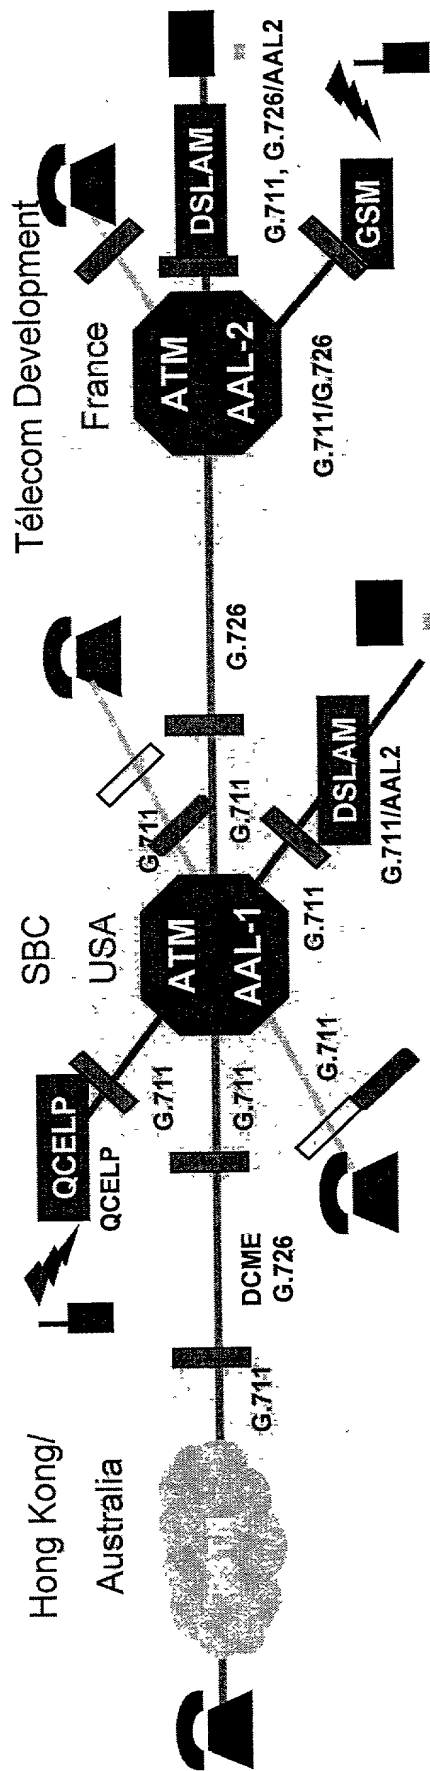 Hong Kong/
Australia
G.711
DCME
G.726
QCELP
QCELP
G.711
G.711
G.711
SBC
USA
ATM
AAL-1
G.711
G.711
G.711
DSLAM
G.711/AAL2
G.726
Télecom Development
France
ATM
AAL-2
G.711/G.726
DSLAM
G.711, G.726/AAL2
GSM